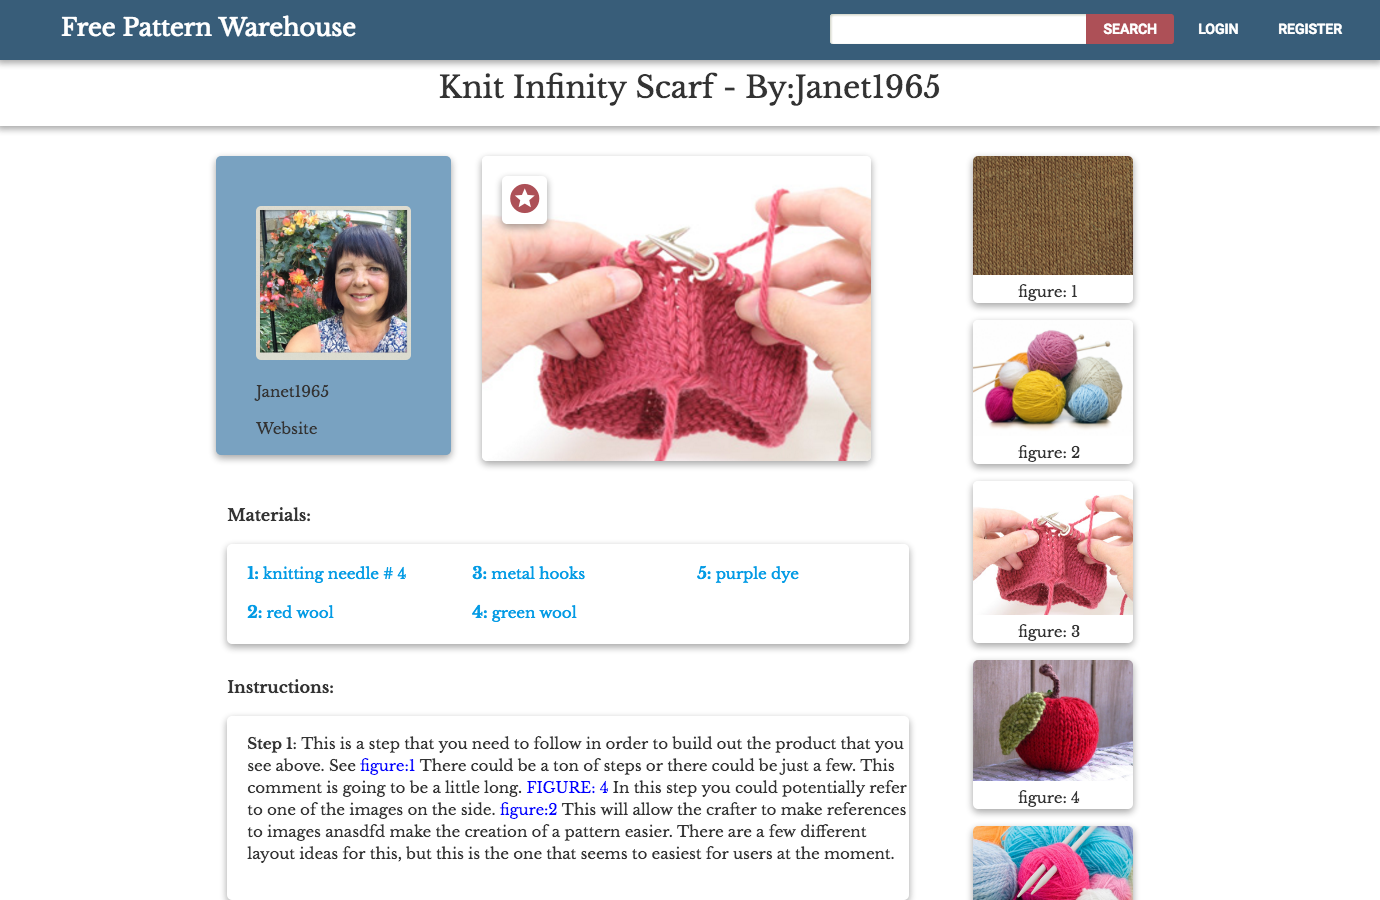 Free Pattern Warehouse
SEARCH
LOGIN
REGISTER
Knit Infinity Scarf - By:Janet1965
Janet1965
Website
figure: 1
figure: 2
figure: 3
figure: 4
Materials:
1: knitting needle # 4
3: metal hooks
5: purple dye
2: red wool
4: green wool
Instructions:
Step 1: This is a step that you need to follow in order to build out the product that you
see above. See figure:1 There could be a ton of steps or there could be just a few. This
comment is going to be a little long. FIGURE: 4 In this step you could potentially refer
to one of the images on the side. figure:2 This will allow the crafter to make references
to images anasdfd make the creation of a pattern easier. There are a few different
layout ideas for this, but this is the one that seems to easiest for users at the moment.